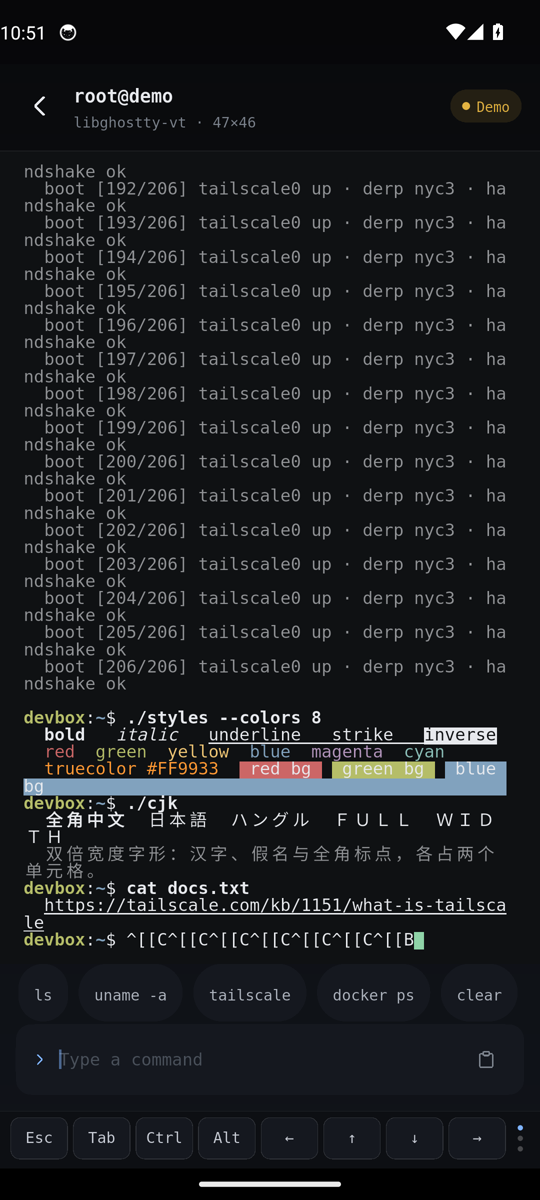 10:51
root@demo
libghostty-vt · 47×46
Demo
ndshake ok
boot [192/206] tailscale0 up · derp nyc3 · ha
ndshake ok
boot [193/206] tailscale0 up · derp nyc3 · ha
ndshake ok
boot [194/206] tailscale0 up · derp nyc3 · ha
ndshake ok
boot [195/206] tailscale0 up · derp nyc3 · ha
ndshake ok
boot [196/206] tailscale0 up · derp nyc3 · ha
ndshake ok
boot [197/206] tailscale0 up · derp nyc3 · ha
ndshake ok
boot [198/206] tailscale0 up · derp nyc3 · ha
ndshake ok
boot [199/206] tailscale0 up · derp nyc3 · ha
ndshake ok
boot [200/206] tailscale0 up · derp nyc3 · ha
ndshake ok
boot [201/206] tailscale0 up · derp nyc3 · ha
ndshake ok
boot [202/206] tailscale0 up · derp nyc3 · ha
ndshake ok
boot [203/206] tailscale0 up · derp nyc3 · ha
ndshake ok
boot [204/206] tailscale0 up · derp nyc3 · ha
ndshake ok
boot [205/206] tailscale0 up · derp nyc3 · ha
ndshake ok
boot [206/206] tailscale0 up · derp nyc3 · ha
ndshake ok
devbox:~$ ./styles --colors 8
bold italic underline strike inverse
red green yellow blue magenta cyan
truecolor #FF9933 red bg green bg blue
bg
devbox:~$ ./cjk
全角中文 日本語 ハングル ＦＵＬＬ ＷＩＤ
ＴＨ
双倍宽度字形：汉字、假名与全角标点，各占两个
单元格。
devbox:~$ cat docs.txt
https://tailscale.com/kb/1151/what-is-tailsca
le
devbox:~$ ^[[C^[[C^[[C^[[C^[[C^[[C^[[B
ls uname -a tailscale docker ps clear
› Type a command
Esc Tab Ctrl Alt ← ↑ ↓ →